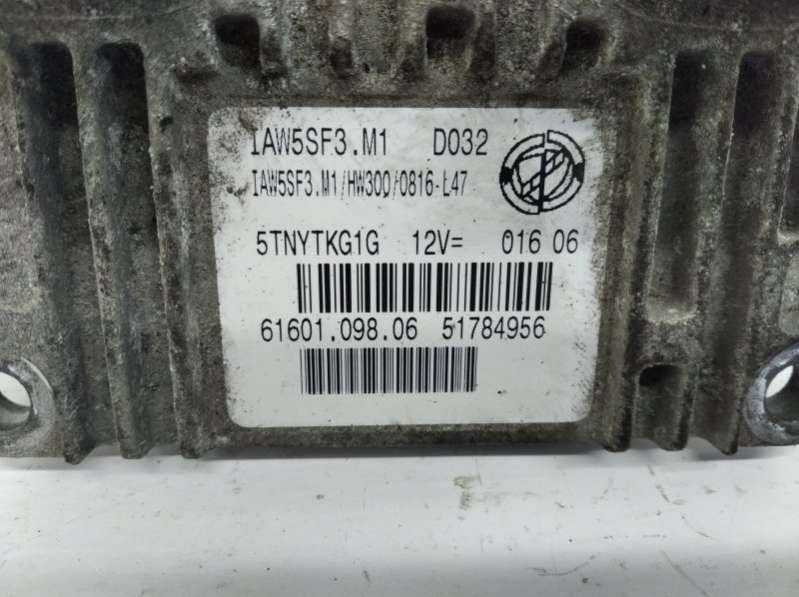 IAW5SF3.M1 D032
IAW5SF3.M1/HW300/0816-L47
5TNYTKG1G 12V= 016 06
61601.098.06 51784956